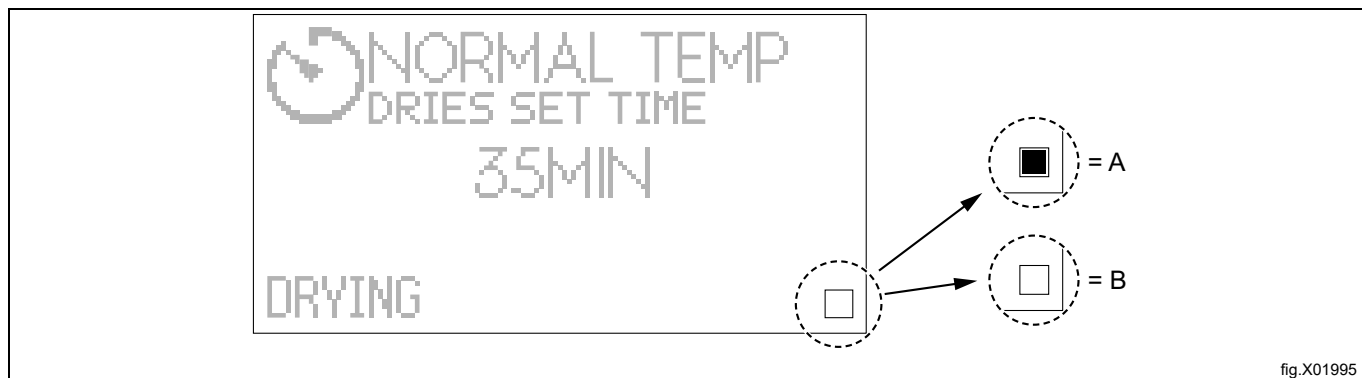 NORMAL TEMP
DRIES SET TIME
35MIN
DRYING
= A
= B
fig.X01995